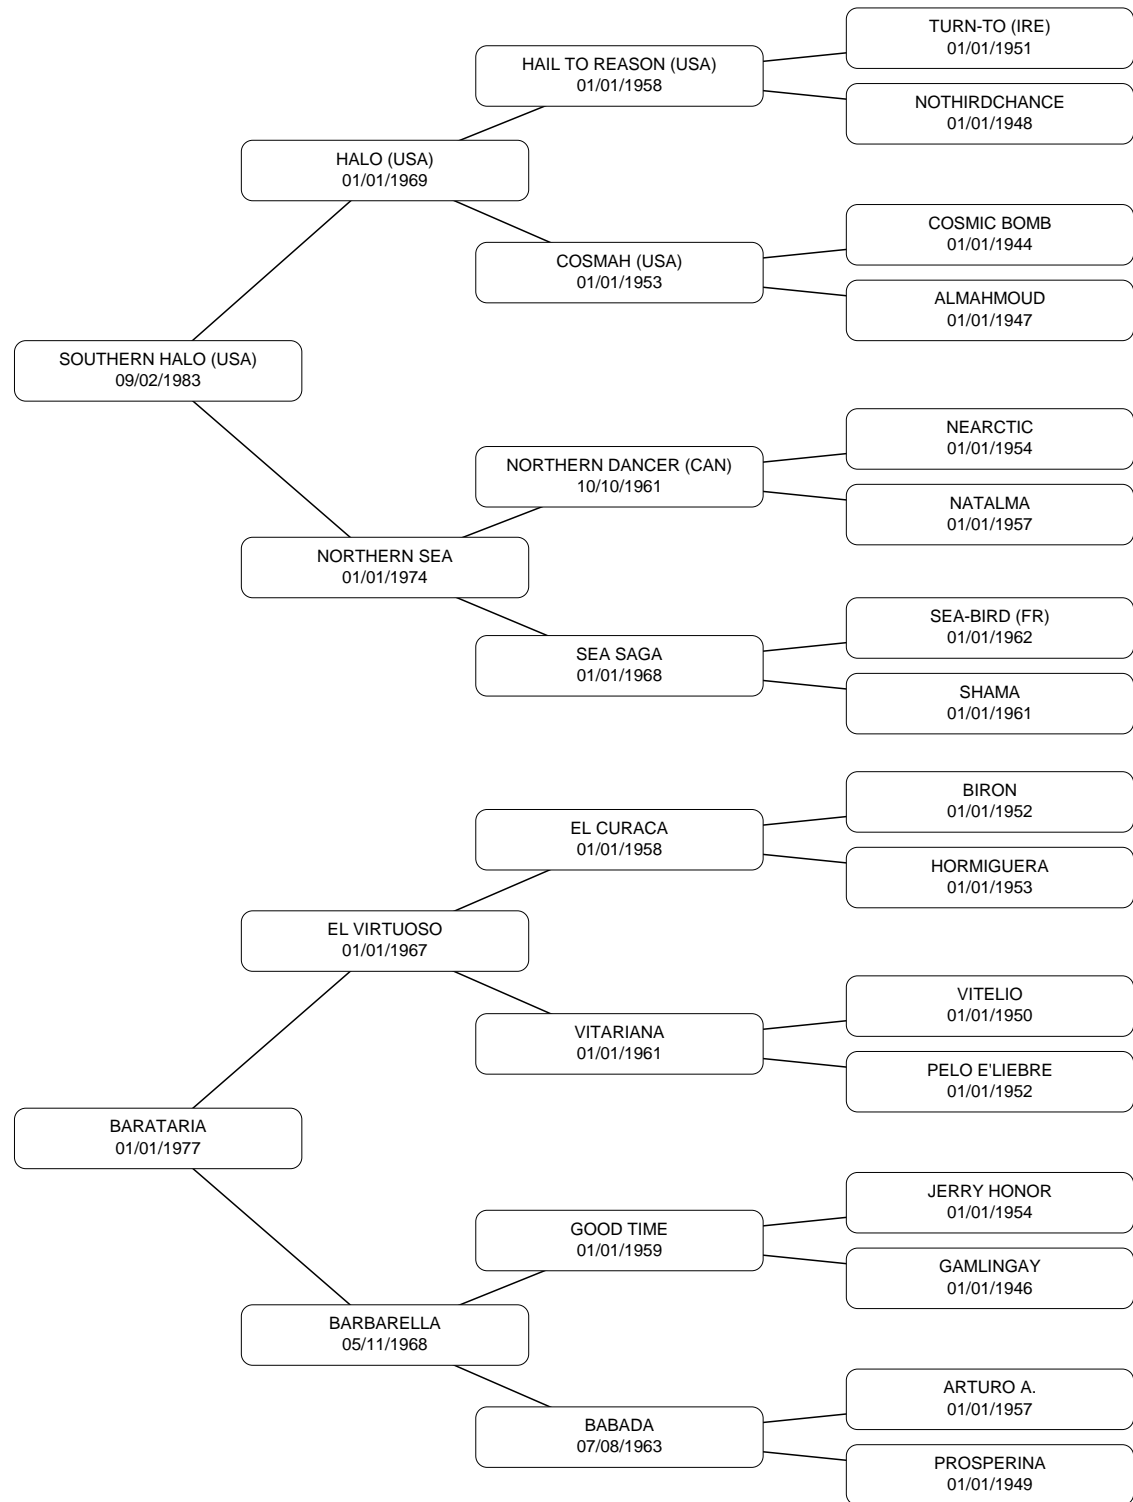 TURN-TO (IRE)
01/01/1951
HAIL TO REASON (USA)
01/01/1958
NOTHIRDCHANCE
01/01/1948
HALO (USA)
01/01/1969
COSMIC BOMB
01/01/1944
COSMAH (USA)
01/01/1953
ALMAHMOUD
01/01/1947
SOUTHERN HALO (USA)
09/02/1983
NEARCTIC
01/01/1954
NORTHERN DANCER (CAN)
10/10/1961
NATALMA
01/01/1957
NORTHERN SEA
01/01/1974
SEA-BIRD (FR)
01/01/1962
SEA SAGA
01/01/1968
SHAMA
01/01/1961
BIRON
01/01/1952
EL CURACA
01/01/1958
HORMIGUERA
01/01/1953
EL VIRTUOSO
01/01/1967
VITELIO
01/01/1950
VITARIANA
01/01/1961
PELO E'LIEBRE
01/01/1952
BARATARIA
01/01/1977
JERRY HONOR
01/01/1954
GOOD TIME
01/01/1959
GAMLINGAY
01/01/1946
BARBARELLA
05/11/1968
ARTURO A.
01/01/1957
BABADA
07/08/1963
PROSPERINA
01/01/1949